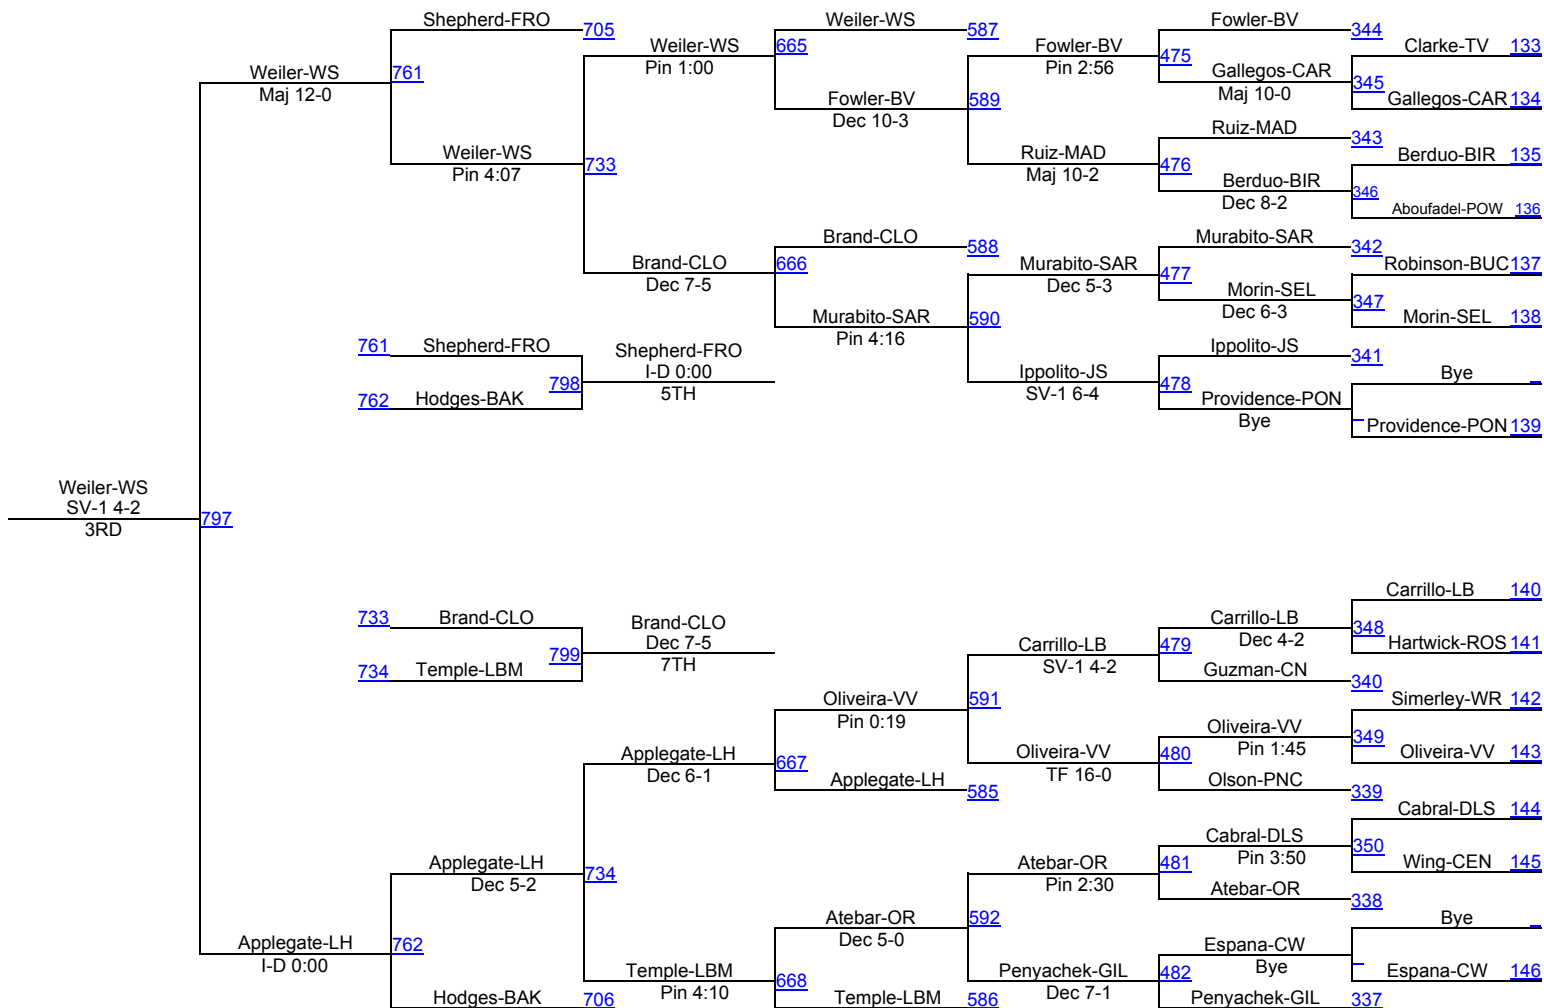 Shepherd-FRO
705
Weiler-WS
Maj 12-0
761
Weiler-WS
Pin 4:07
Weiler-WS
Pin 1:00
733
Brand-CLO
Dec 7-5
Weiler-WS
587
665
Fowler-BV
Dec 10-3
Fowler-BV
Pin 2:56
589
Ruiz-MAD
Maj 10-2
Fowler-BV
344
475
Gallegos-CAR
Maj 10-0
Clarke-TV 133
345
Gallegos-CAR 134
Ruiz-MAD
343
476
Berduo-BIR
Dec 8-2
Berduo-BIR 135
346
Aboufadel-POW 136
Brand-CLO
588
666
Murabito-SAR
Pin 4:16
Murabito-SAR
Dec 5-3
590
Ippolito-JS
SV-1 6-4
Murabito-SAR
342
477
Morin-SEL
Dec 6-3
Robinson-BUC 137
347
Morin-SEL 138
Ippolito-JS
341
478
Providence-PON
Bye
Bye
Providence-PON 139
761 Shepherd-FRO
798
762 Hodges-BAK
Shepherd-FRO
I-D 0:00
5TH
Weiler-WS
SV-1 4-2
3RD
797
733 Brand-CLO
799
734 Temple-LBM
Brand-CLO
Dec 7-5
7TH
Carrillo-LB 140
Carrillo-LB
Dec 4-2
348
Hartwick-ROS 141
Carrillo-LB
SV-1 4-2
479
Guzman-CN
340
Oliveira-VV
Pin 0:19
591
Simerley-WR 142
Oliveira-VV
Pin 1:45
349
Oliveira-VV 143
Oliveira-VV
TF 16-0
480
Olson-PNC
339
Applegate-LH
Dec 6-1
667
Applegate-LH
585
Cabral-DLS 144
Cabral-DLS
Pin 3:50
350
Wing-CEN 145
Atebar-OR
Pin 2:30
481
Atebar-OR
338
Applegate-LH
Dec 5-2
734
Atebar-OR
Dec 5-0
592
Bye
Espana-CW
Bye
Espana-CW 146
Penyachek-GIL
Dec 7-1
482
Penyachek-GIL
337
Applegate-LH
I-D 0:00
762
Temple-LBM
Pin 4:10
668
Temple-LBM
586
Hodges-BAK
706